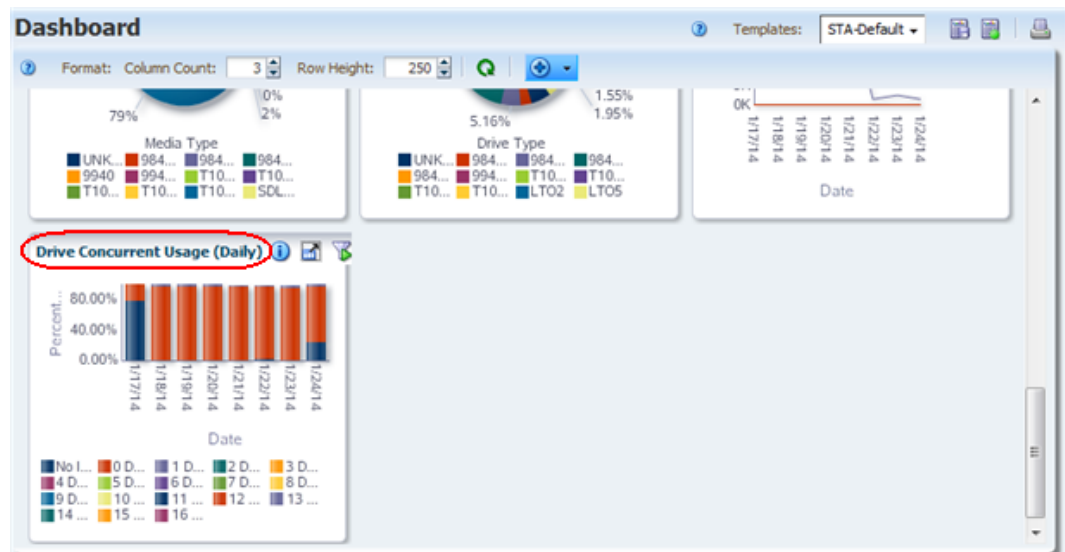 Dashboard
Templates: STA-Default
Format: Column Count: 3 Row Height: 250
79%
0%
2%
Media Type
UNK... 984... 984... 984...
9940 994... T10... T10...
T10... T10... T10... SDL...
5.16%
1.55%
1.95%
Drive Type
UNK... 984... 984... 984...
984... 994... T10... T10...
T10... T10... LTO2 LTO5
0K
1/17/14 1/18/14 1/19/14 1/20/14 1/21/14 1/22/14 1/23/14 1/24/14
Date
Drive Concurrent Usage (Daily)
Percent...
80.00%
40.00%
0.00%
1/17/14 1/18/14 1/19/14 1/20/14 1/21/14 1/22/14 1/23/14 1/24/14
Date
No I... 0 D... 1 D... 2 D... 3 D...
4 D... 5 D... 6 D... 7 D... 8 D...
9 D... 10 ... 11 ... 12 ... 13 ...
14 ... 15 ... 16 ...